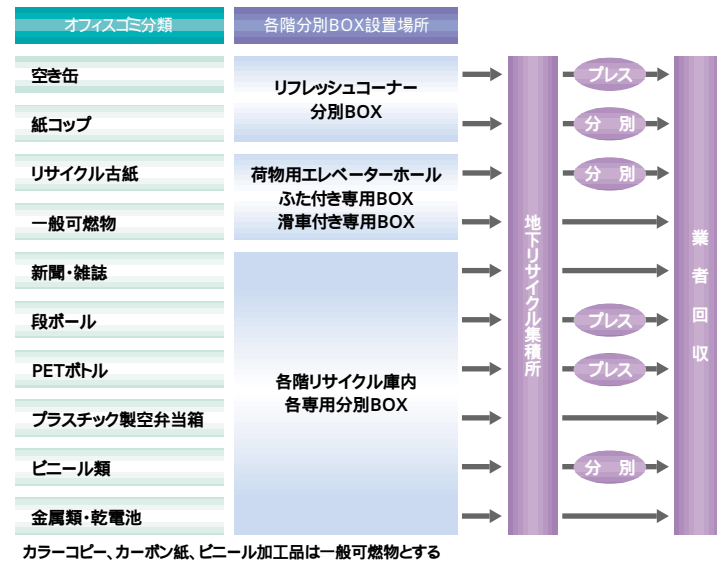 オフィスゴミ分類
各階分別BOX設置場所
空き缶
紙コップ
リフレッシュコーナー
分別BOX
リサイクル古紙
一般可燃物
荷物用エレベーターホール
ふた付き専用BOX
滑車付き専用BOX
新聞・雑誌
段ボール
PETボトル
プラスチック製空弁当箱
ビニール類
金属類・乾電池
各階リサイクル庫内
各専用分別BOX
地下リサイクル集積所
プレス
分 別
分 別
プレス
プレス
分 別
業者回収
カラーコピー、カーボン紙、ビニール加工品は一般可燃物とする